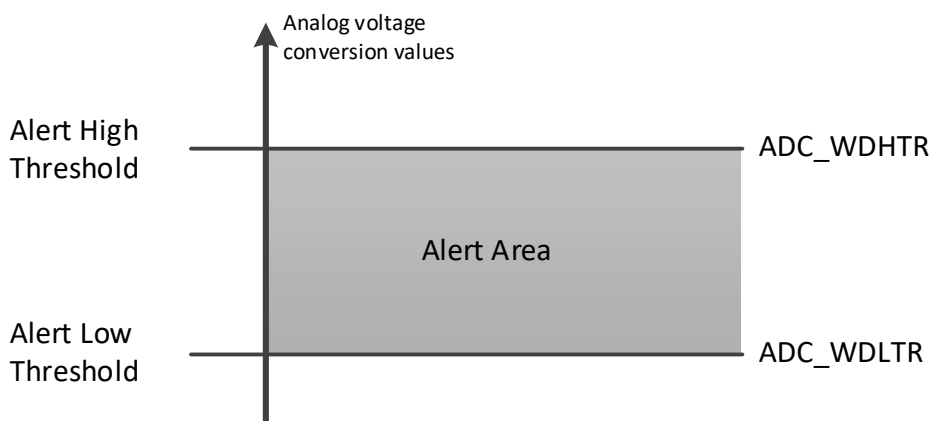 Analog voltage
conversion values
Alert High
Threshold
ADC_WDHTR
Alert Area
Alert Low
Threshold
ADC_WDLTR